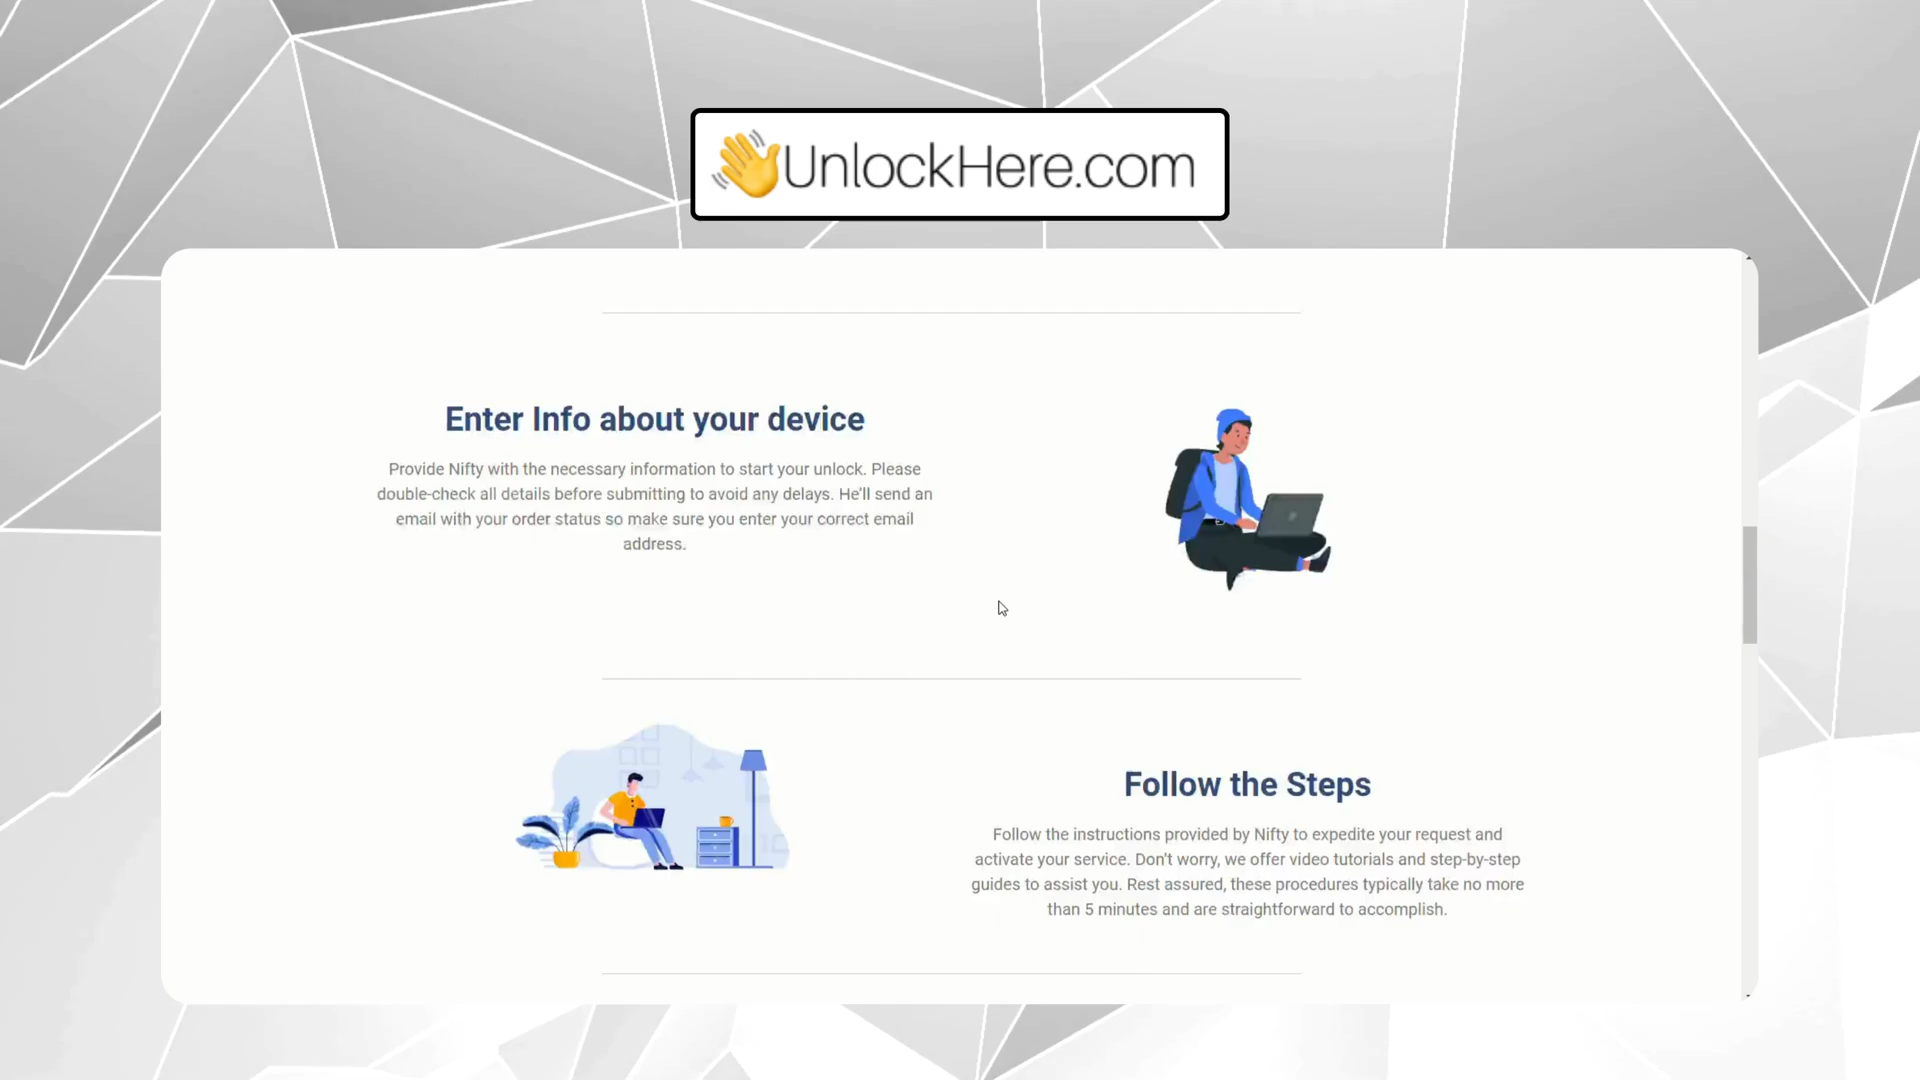 UnlockHere.com
Enter Info about your device
Provide Nifty with the necessary information to start your unlock. Please
double-check all details before submitting to avoid any delays. He'll send an
email with your order status so make sure you enter your correct email
address.
Follow the Steps
Follow the instructions provided by Nifty to expedite your request and
activate your service. Don't worry, we offer video tutorials and step-by-step
guides to assist you. Rest assured, these procedures typically take no more
than 5 minutes and are straightforward to accomplish.